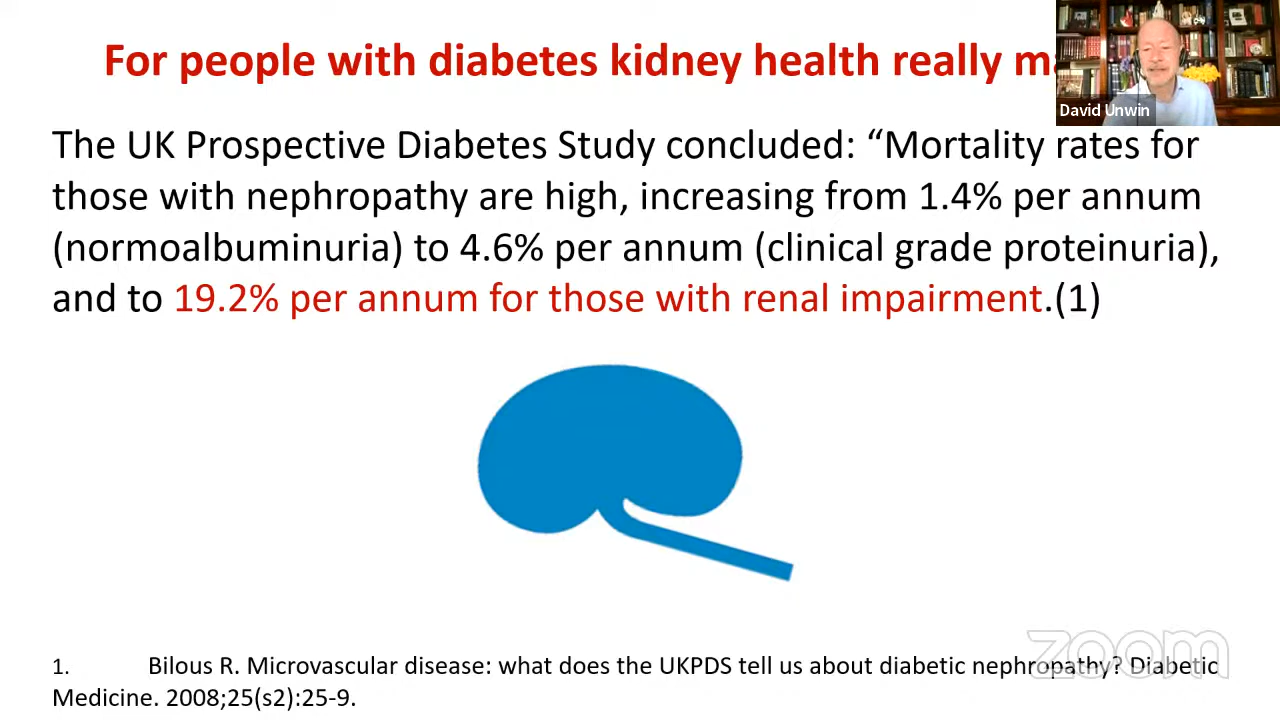 For people with diabetes kidney health really
David Unwin
The UK Prospective Diabetes Study concluded: “Mortality rates for
those with nephropathy are high, increasing from 1.4% per annum
(normoalbuminuria) to 4.6% per annum (clinical grade proteinuria),
and to 19.2% per annum for those with renal impairment.(1)
zoom
1. Bilous R. Microvascular disease: what does the UKPDS tell us about diabetic nephropathy? Diabetic
Medicine. 2008;25(s2):25-9.